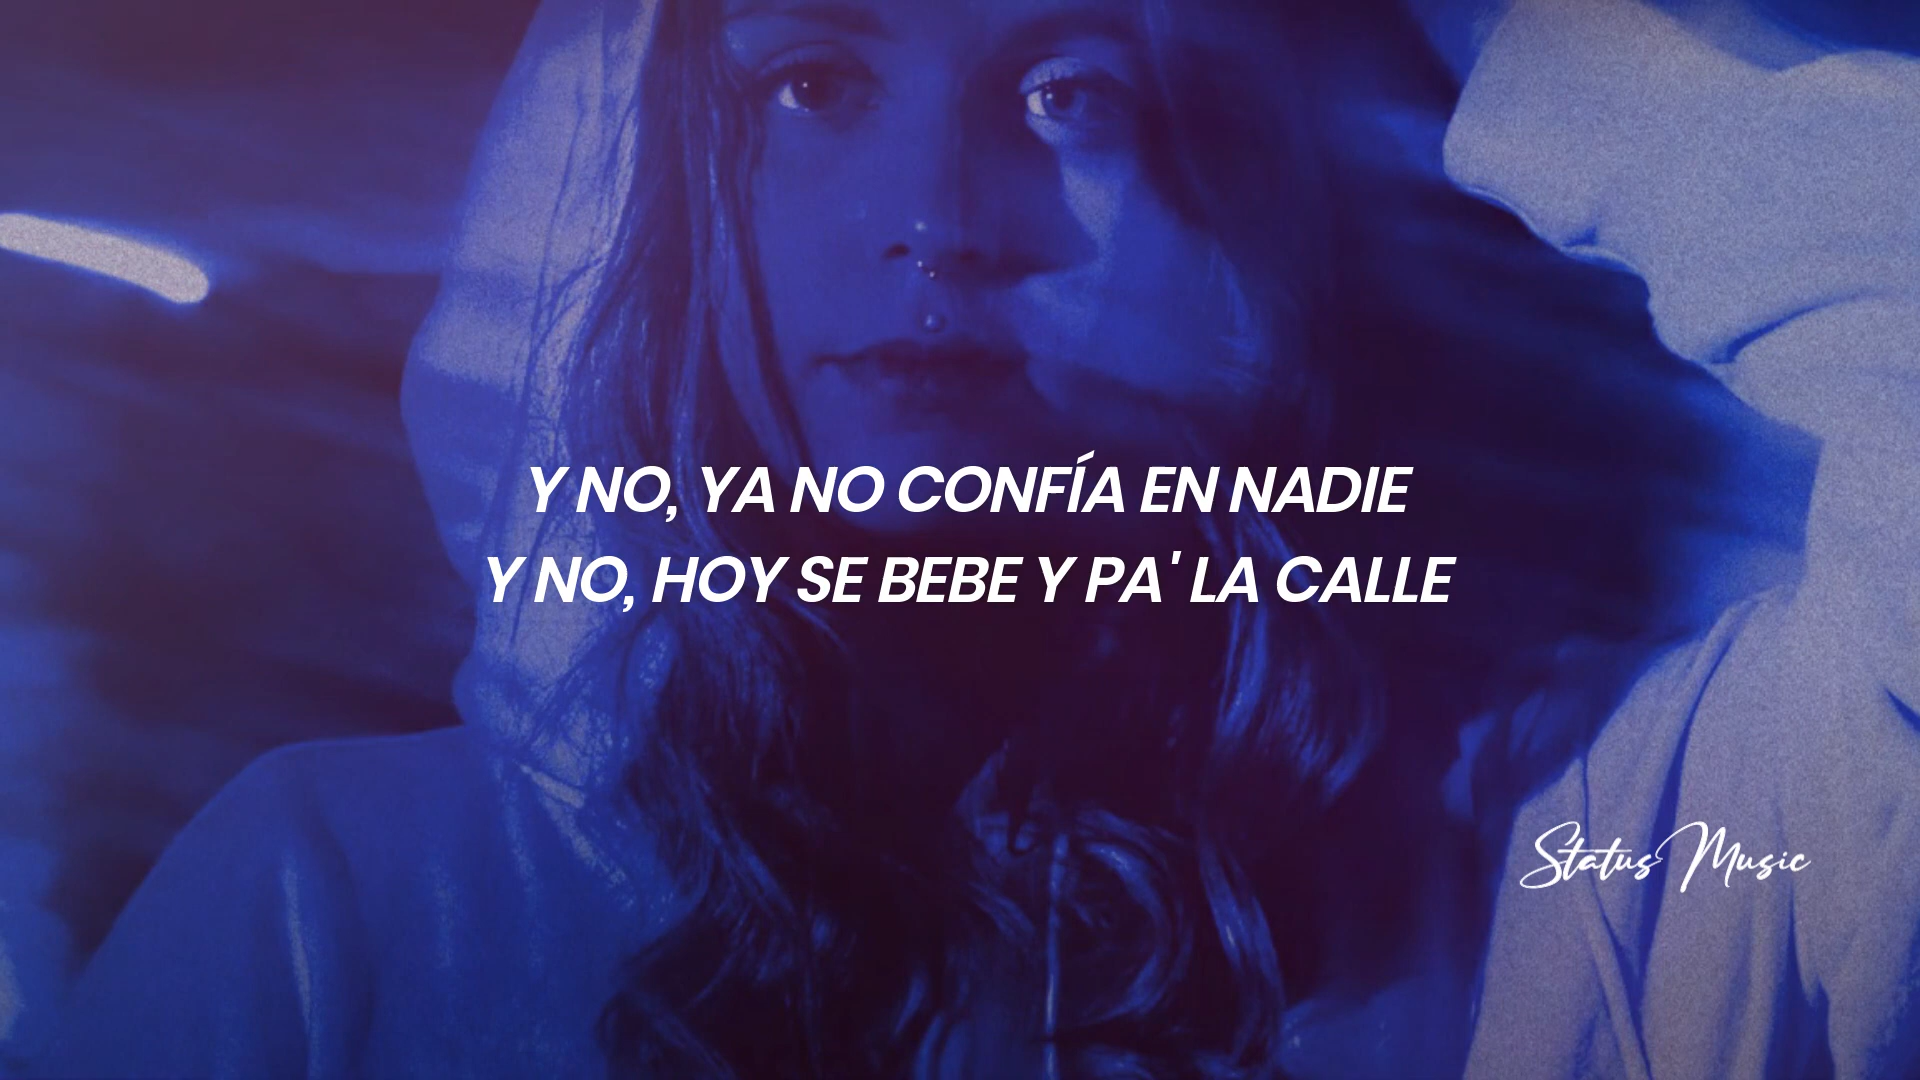 Y NO, YA NO CONFÍA EN NADIE
Y NO, HOY SE BEBE Y PA' LA CALLE
Status Music